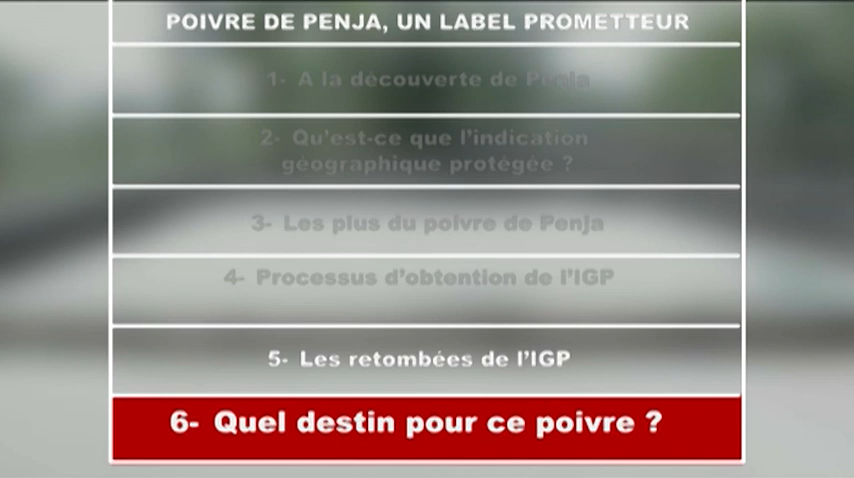 POIVRE DE PENJA, UN LABEL PROMETTEUR
1- A la découverte de Penja
2- Qu'est-ce que l'indication
géographique protégée ?
3- Les plus du poivre de Penja
4- Processus d'obtention de l'IGP
5- Les retombées de l'IGP
6- Quel destin pour ce poivre ?